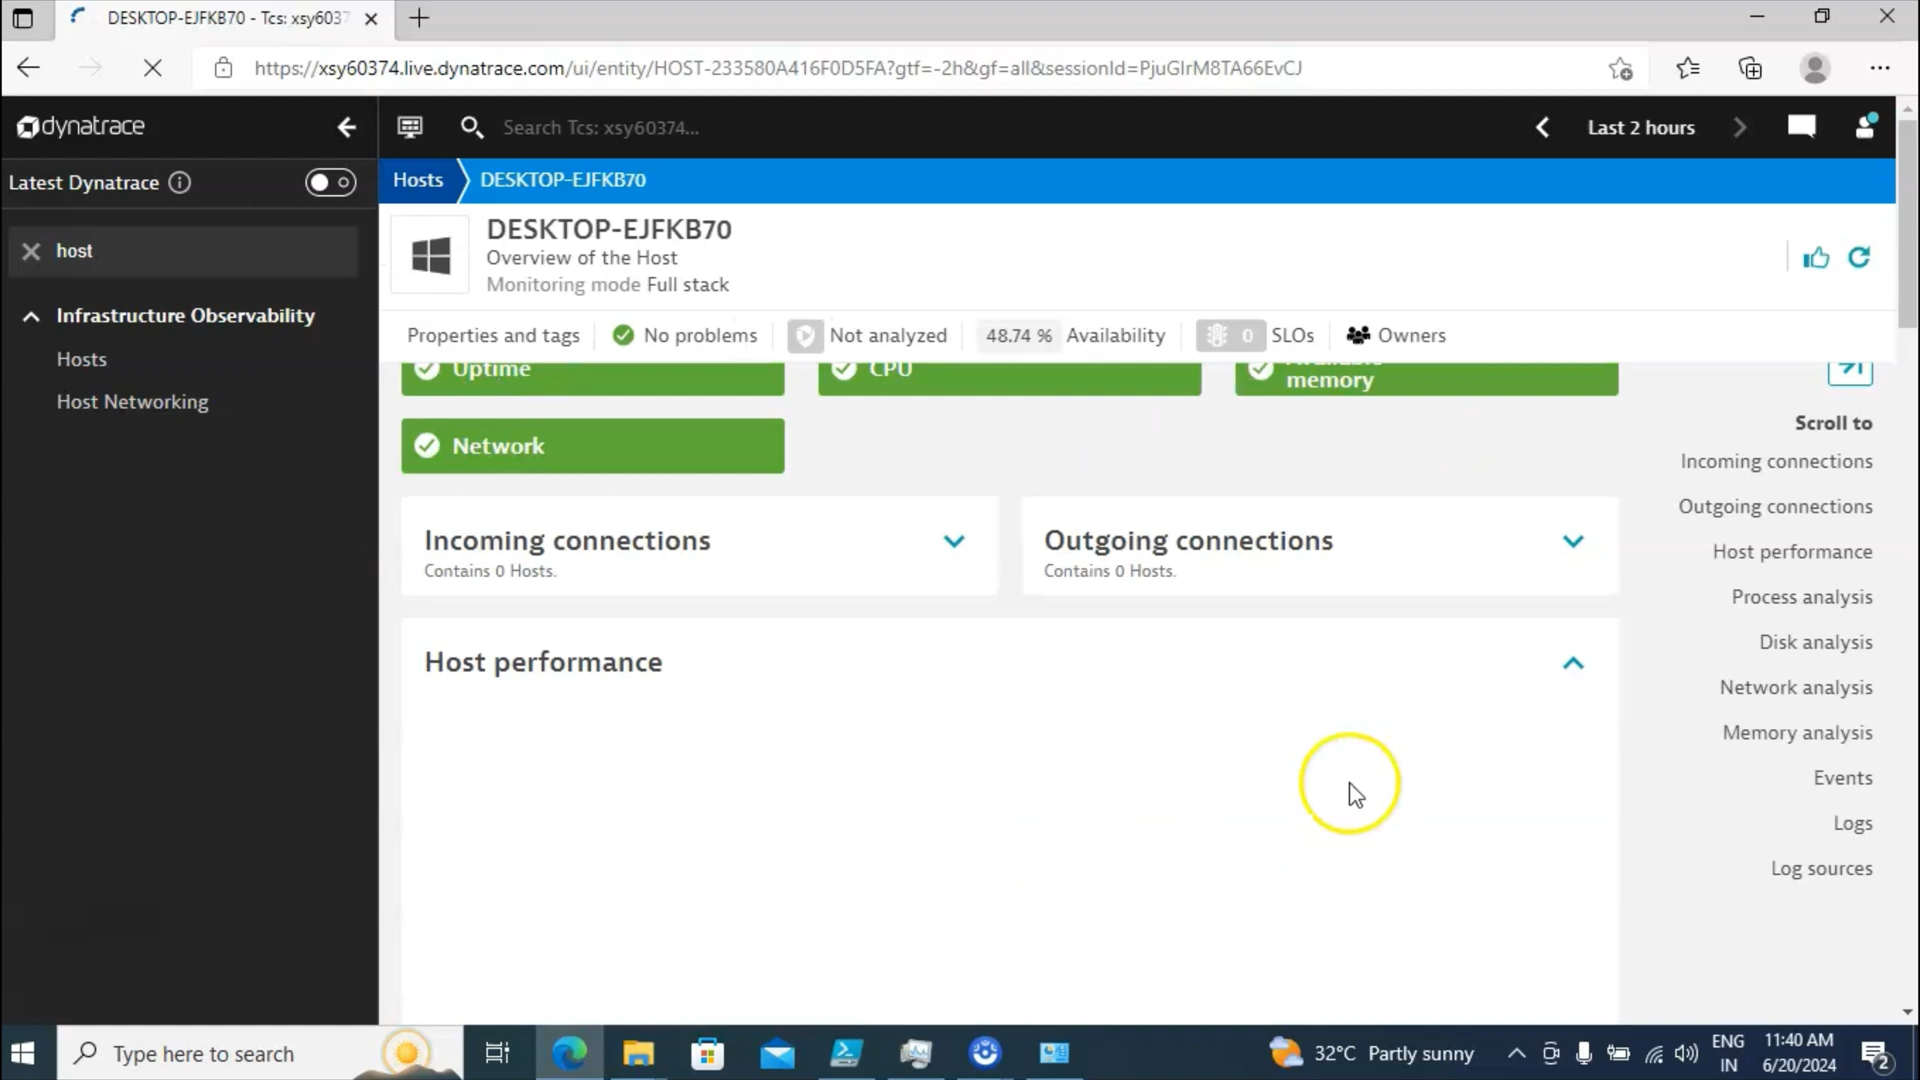 DESKTOP-EJFKB70 - Tcs: xsy6037
https://xsy60374.live.dynatrace.com/ui/entity/HOST-233580A416F0D5FA?gtf=-2h&gf=all&sessionId=PjuGIrM8TA66EvCJ
dynatrace
Search Tcs: xsy60374...
Last 2 hours
Latest Dynatrace
Hosts
DESKTOP-EJFKB70
host
DESKTOP-EJFKB70
Overview of the Host
Monitoring mode Full stack
Infrastructure Observability
Hosts
Host Networking
Properties and tags
No problems
Not analyzed
48.74 % Availability
0 SLOs
Owners
Uptime
CPU
Available memory
Network
Scroll to
Incoming connections
Outgoing connections
Host performance
Process analysis
Disk analysis
Network analysis
Memory analysis
Events
Logs
Log sources
Incoming connections
Contains 0 Hosts.
Outgoing connections
Contains 0 Hosts.
Host performance
Type here to search
32°C Partly sunny
ENG
IN
11:40 AM
6/20/2024
2